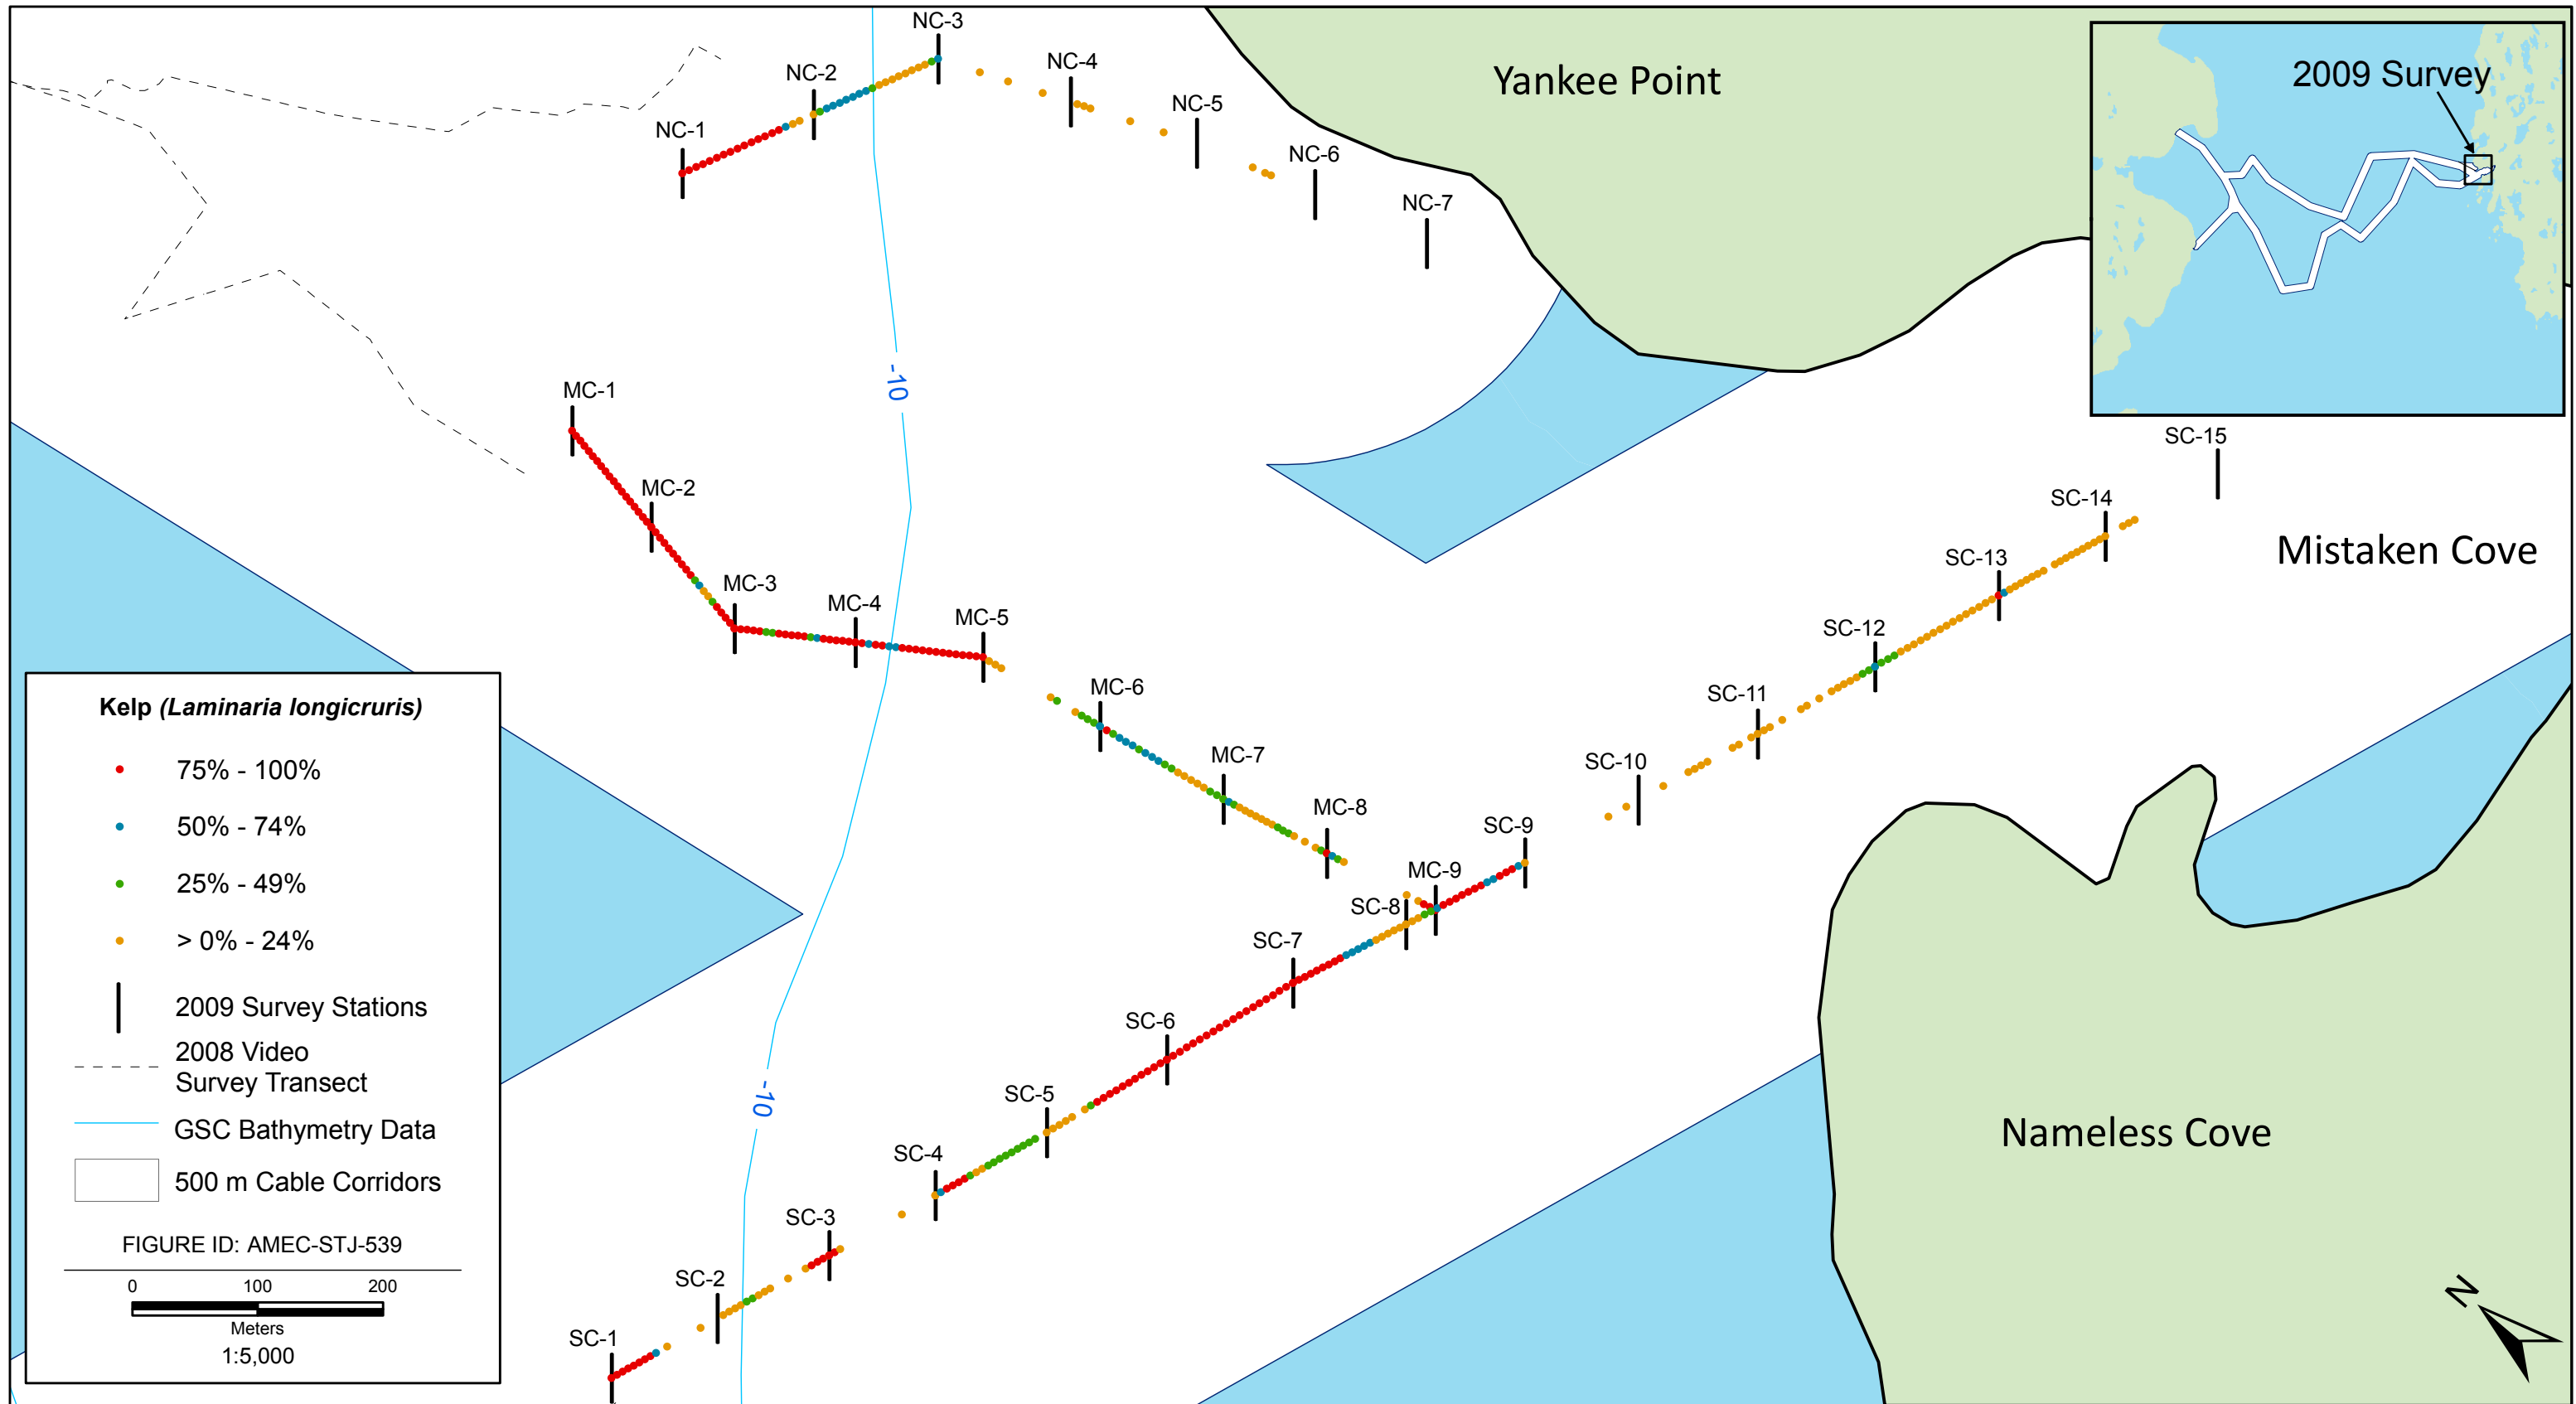 NC-3
NC-4
NC-2
NC-5
NC-1
NC-6
NC-7
Yankee Point
2009 Survey
-10
MC-1
MC-2
MC-3
MC-4
MC-5
MC-6
MC-7
MC-8
MC-9
SC-15
SC-14
SC-13
SC-12
SC-11
SC-10
SC-9
SC-8
SC-7
SC-6
SC-5
SC-4
SC-3
SC-2
SC-1
Mistaken Cove
Nameless Cove
-10
Kelp (Laminaria longicruris)
75% - 100%
50% - 74%
25% - 49%
> 0% - 24%
2009 Survey Stations
2008 Video
Survey Transect
GSC Bathymetry Data
500 m Cable Corridors
FIGURE ID: AMEC-STJ-539
0 100 200
Meters
1:5,000
N